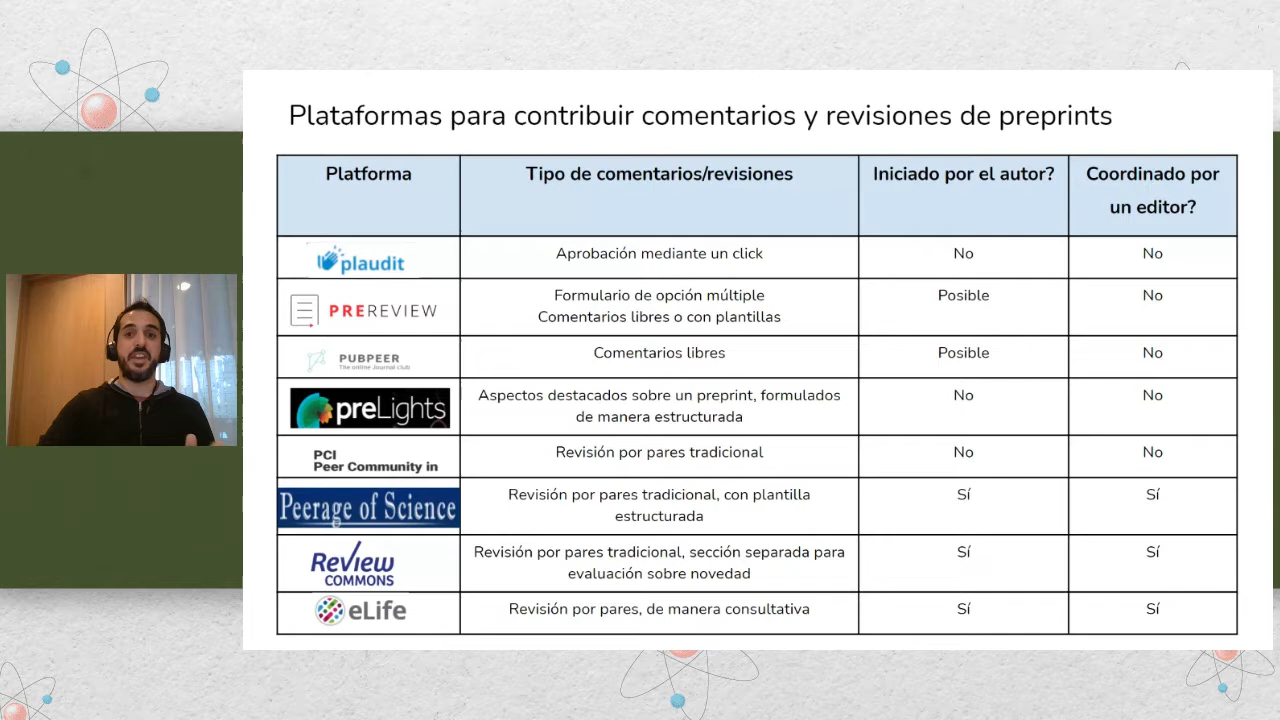 Plataformas para contribuir comentarios y revisiones de preprints
Platforma
Tipo de comentarios/revisiones
Iniciado por el autor?
Coordinado por
un editor?
plaudit
Aprobación mediante un click
No
No
PREREVIEW
Formulario de opción múltiple
Comentarios libres o con plantillas
Posible
No
PUBPEER
The online Journal club
Comentarios libres
Posible
No
preLights
Aspectos destacados sobre un preprint, formulados
de manera estructurada
No
No
PCI
Peer Community in
Revisión por pares tradicional
No
No
Peerage of Science
Revisión por pares tradicional, con plantilla
estructurada
Sí
Sí
Review
COMMONS
Revisión por pares tradicional, sección separada para
evaluación sobre novedad
Sí
Sí
eLife
Revisión por pares, de manera consultativa
Sí
Sí